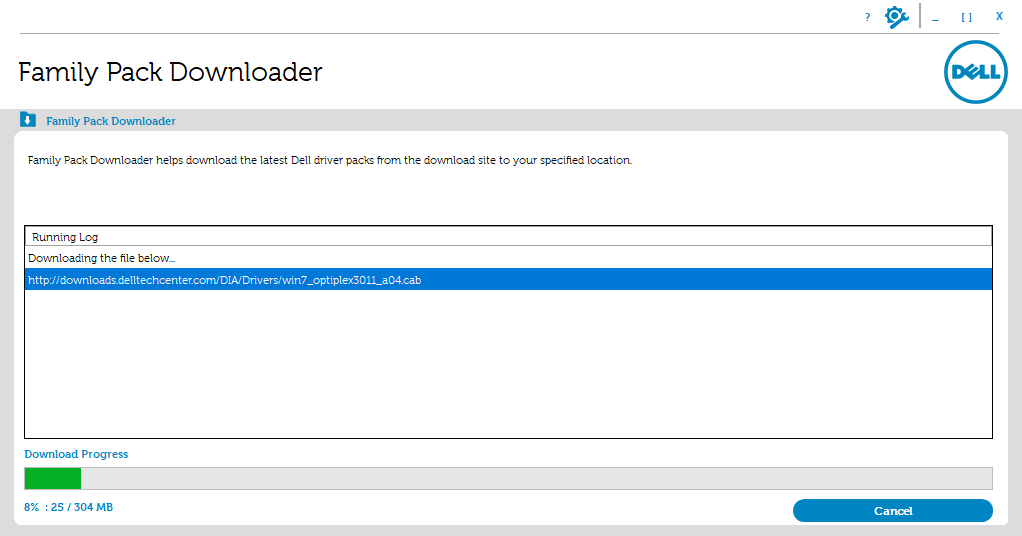 ? _ [ ] X
Family Pack Downloader
DELL
Family Pack Downloader
Family Pack Downloader helps download the latest Dell driver packs from the download site to your specified location.
Running Log
Downloading the file below...
http://downloads.delltechcenter.com/DIA/Drivers/win7_optiplex3011_a04.cab
Download Progress
8% : 25 / 304 MB
Cancel